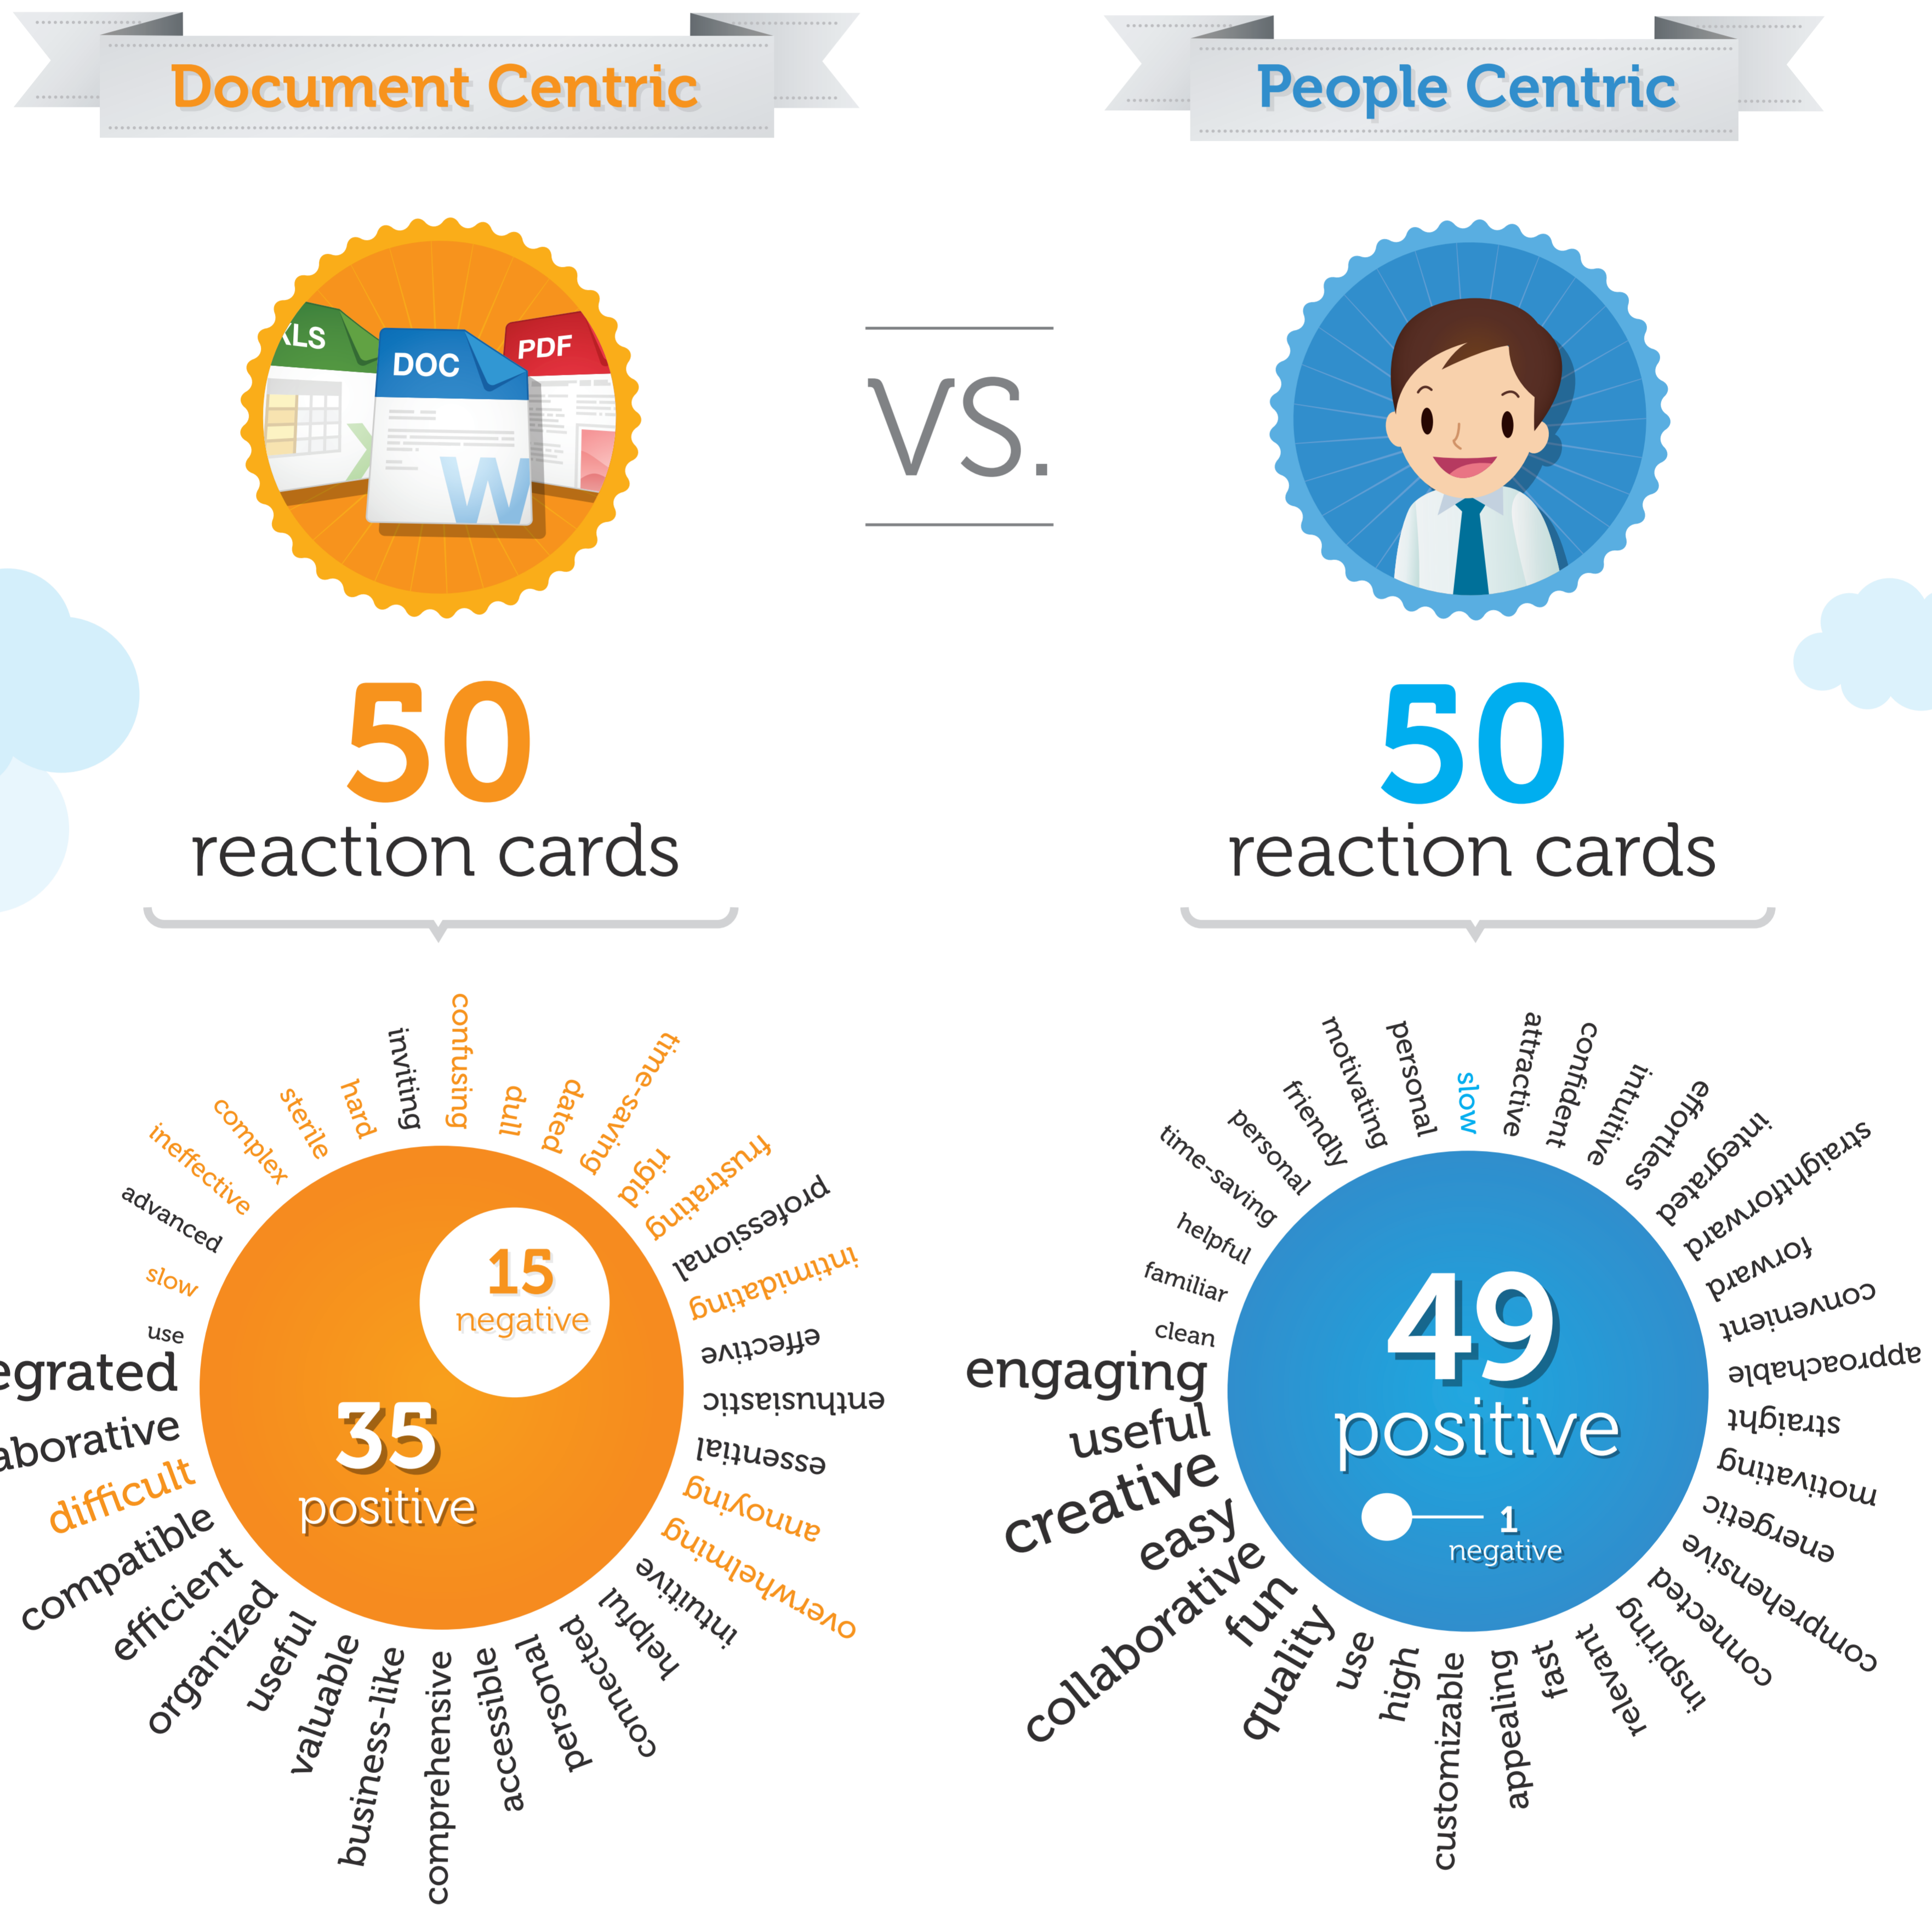 Document Centric
People Centric
XLS
DOC
PDF
W
VS.
50
reaction cards
50
reaction cards
confusing
dull
dated
time-saving
rigid
frustrating
professional
intimidating
effective
enthusiastic
essential
annoying
overwhelming
intuitive
helpful
connected
personal
accessible
comprehensive
business-like
valuable
useful
organized
efficient
compatible
difficult
aborative
egrated
use
slow
advanced
ineffective
complex
sterile
hard
inviting
15
negative
35
positive
slow
attractive
confident
intuitive
effortless
integrated
straightforward
forward
convenient
approachable
straight
motivating
energetic
comprehensive
connected
inspiring
relevant
fast
appealing
customizable
high
use
quality
fun
collaborative
easy
creative
useful
engaging
clean
familiar
helpful
time-saving
personal
friendly
motivating
personal
49
positive
1
negative